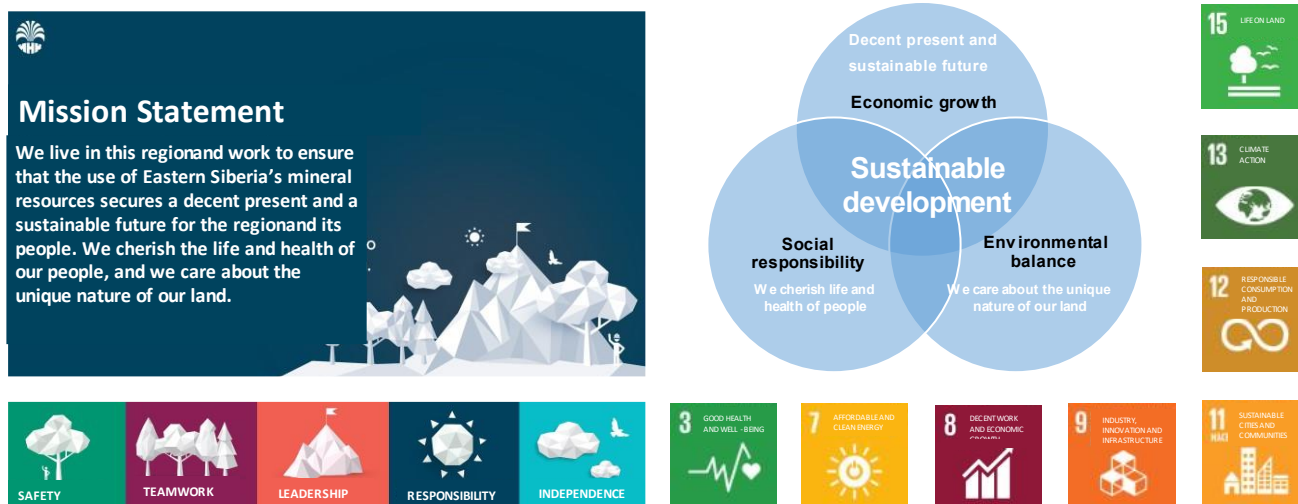 Mission Statement
We live in this regionand work to ensure
that the use of Eastern Siberia's mineral
resources secures a decent present and a
sustainable future for the regionand its
people. We cherish the life and health of
our people, and we care about the
unique nature of our land.
SAFETY
TEAMWORK
LEADERSHIP
RESPONSIBILITY
INDEPENDENCE
Decent present and
sustainable future
Economic growth
Sustainable
development
Social
responsibility
We cherish life and
health of people
Environmental
balance
We care about the unique
nature of our land
15
LIFE ON LAND
13
CLIMATE
ACTION
12
RESPONSIBLE
CONSUMPTION
AND
PRODUCTION
3
GOOD HEALTH
AND WELL - BEING
7
AFFORDABLE AND
CLEAN ENERGY
8
DECENT WORK
AND ECONOMIC
GROWTH
9
INDUSTRY,
INNOVATION AND
INFRASTRUCTURE
11
SUSTAINABLE
CITIES AND
COMMUNITIES